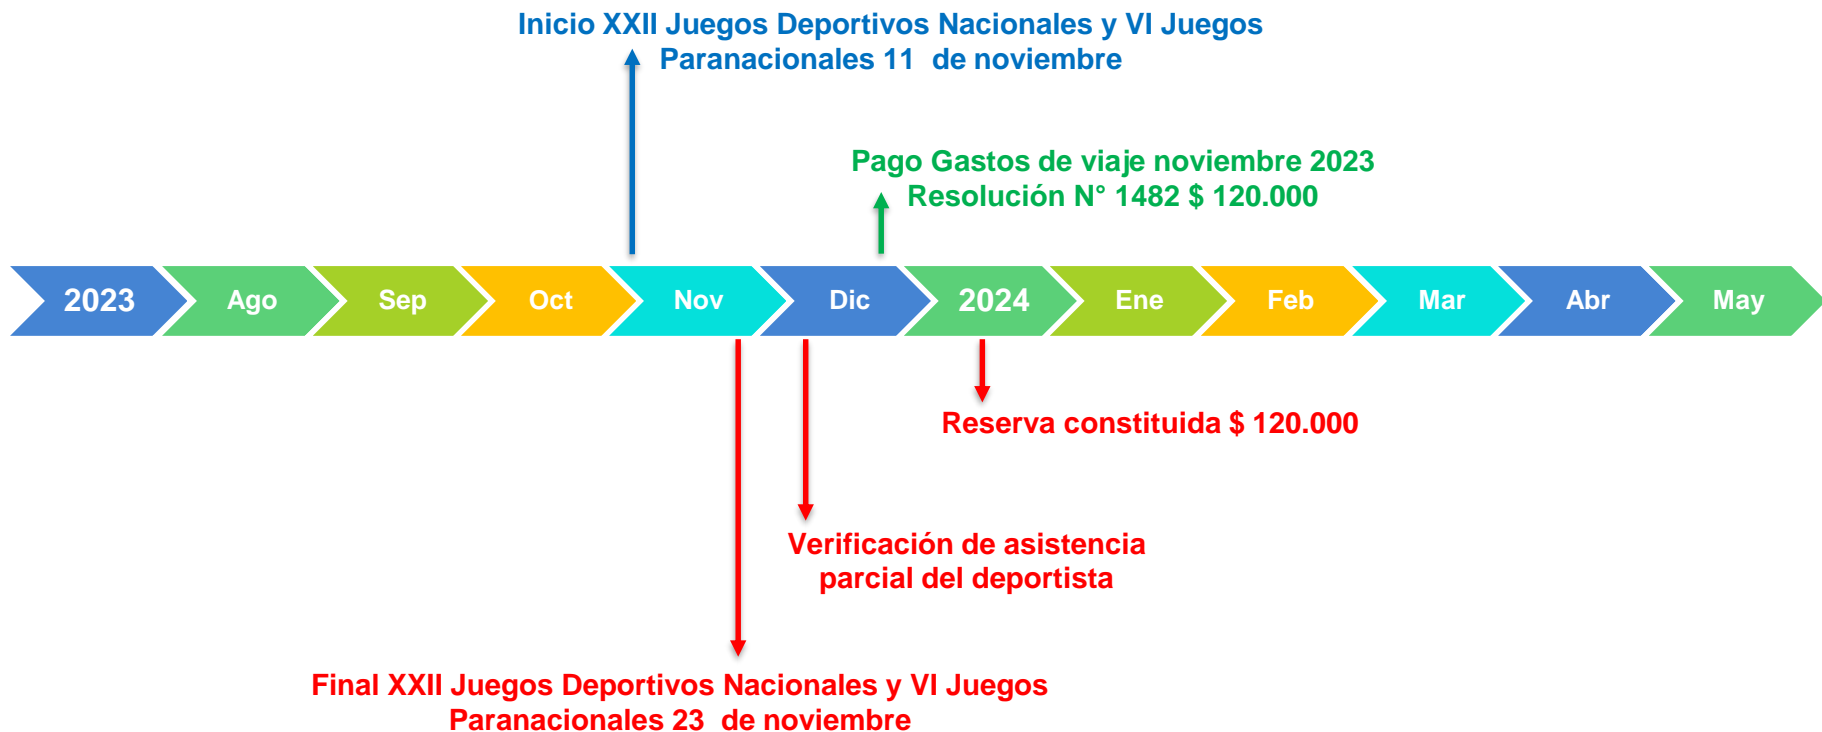 Inicio XXII Juegos Deportivos Nacionales y VI Juegos
Paranacionales 11 de noviembre
Pago Gastos de viaje noviembre 2023
Resolución N° 1482 $ 120.000
2023
Ago
Sep
Oct
Nov
Dic
2024
Ene
Feb
Mar
Abr
May
Reserva constituida $ 120.000
Verificación de asistencia
parcial del deportista
Final XXII Juegos Deportivos Nacionales y VI Juegos
Paranacionales 23 de noviembre